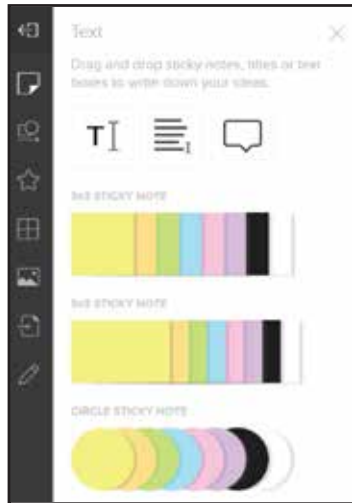 Text
Drag and drop sticky notes, titles or text
boxes to write down your ideas.
T
3x3 STICKY NOTE
5x3 STICKY NOTE
CIRCLE STICKY NOTE